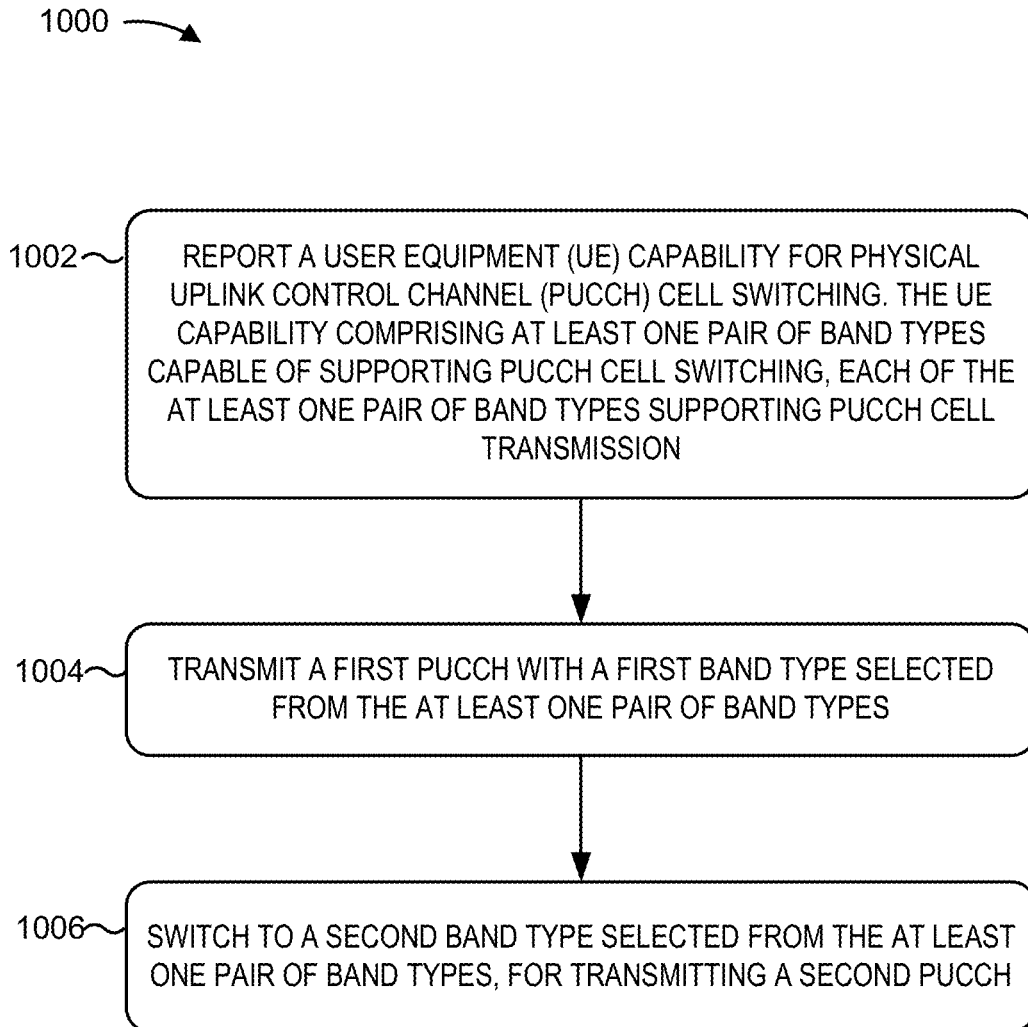 1000
1002
REPORT A USER EQUIPMENT (UE) CAPABILITY FOR PHYSICAL
UPLINK CONTROL CHANNEL (PUCCH) CELL SWITCHING. THE UE
CAPABILITY COMPRISING AT LEAST ONE PAIR OF BAND TYPES
CAPABLE OF SUPPORTING PUCCH CELL SWITCHING, EACH OF THE
AT LEAST ONE PAIR OF BAND TYPES SUPPORTING PUCCH CELL
TRANSMISSION
1004
TRANSMIT A FIRST PUCCH WITH A FIRST BAND TYPE SELECTED
FROM THE AT LEAST ONE PAIR OF BAND TYPES
1006
SWITCH TO A SECOND BAND TYPE SELECTED FROM THE AT LEAST
ONE PAIR OF BAND TYPES, FOR TRANSMITTING A SECOND PUCCH